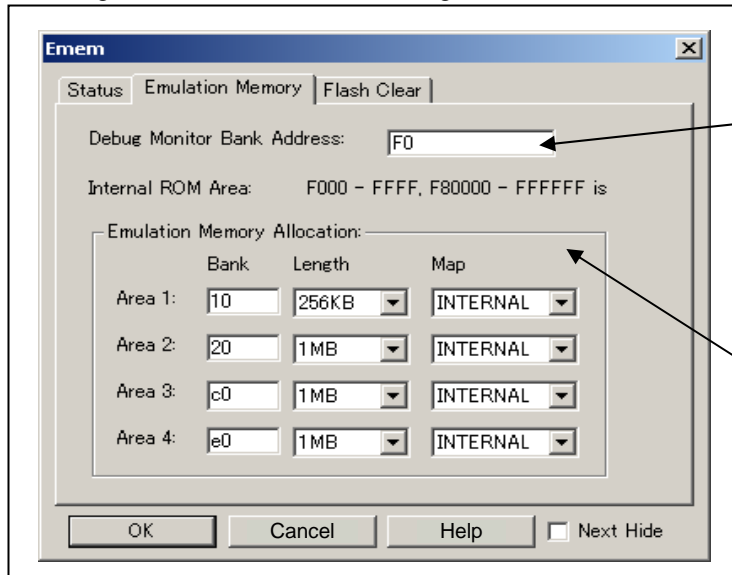 Emem
Status Emulation Memory Flash Clear
Debug Monitor Bank Address: F0
Internal ROM Area: F000 - FFFF, F80000 - FFFFFF is
Emulation Memory Allocation:
Bank Length Map
Area 1: 10 256KB INTERNAL
Area 2: 20 1MB INTERNAL
Area 3: c0 1MB INTERNAL
Area 4: e0 1MB INTERNAL
OK Cancel Help Next Hide